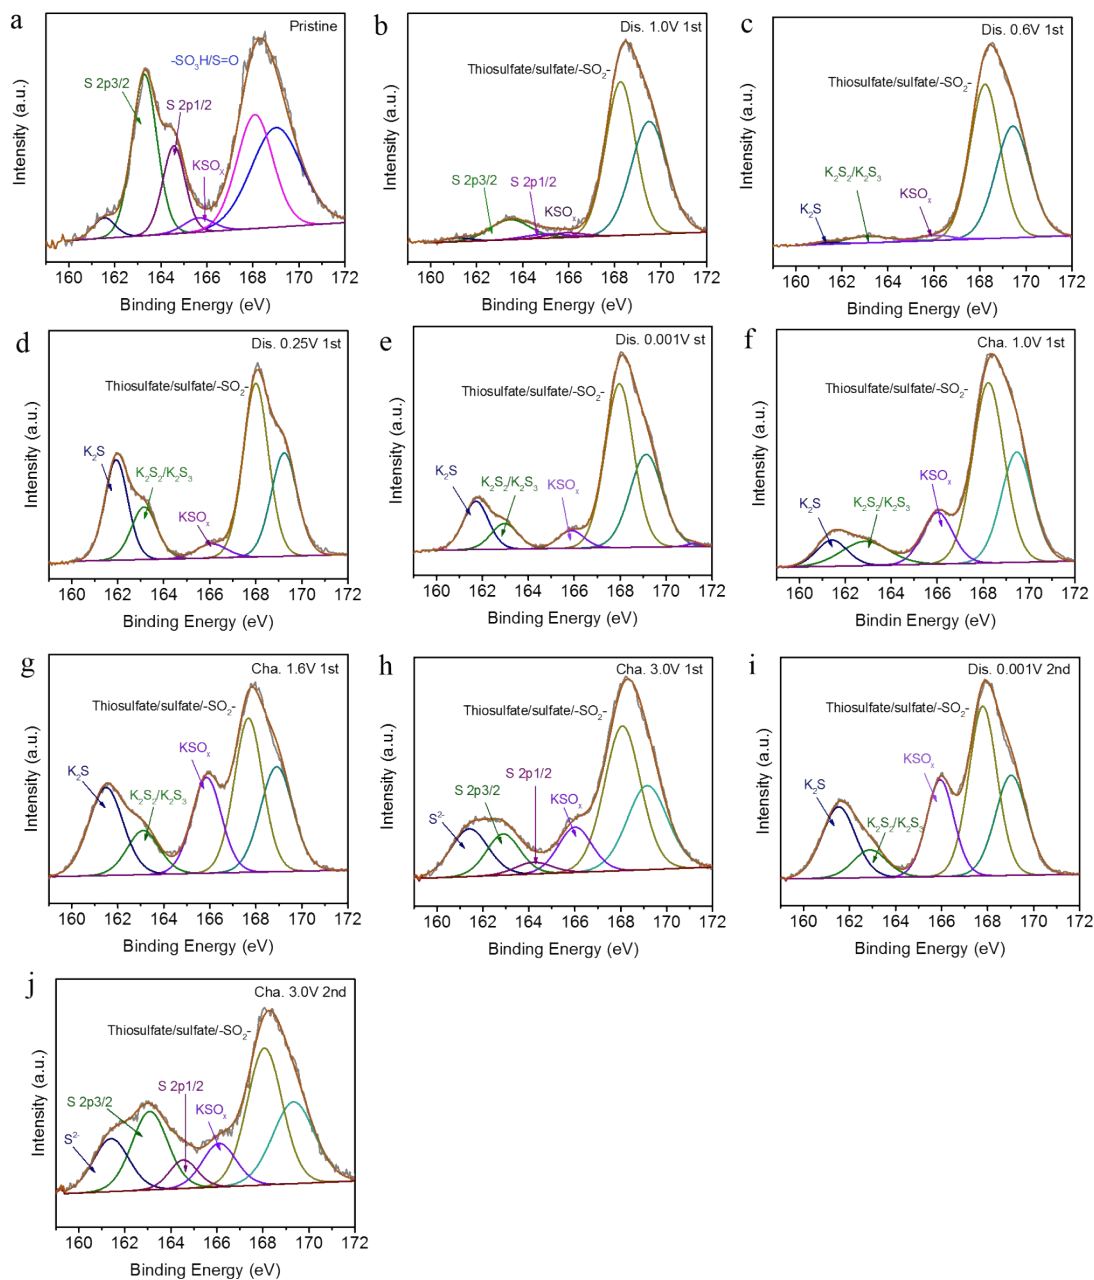 a
Pristine
-SO₃H/S=O
S 2p3/2
S 2p1/2
KSOₓ
Intensity (a.u.)
160 162 164 166 168 170 172
Binding Energy (eV)
b
Dis. 1.0V 1st
Thiosulfate/sulfate/-SO₂-
S 2p3/2
S 2p1/2
KSOₓ
Intensity (a.u.)
160 162 164 166 168 170 172
Binding Energy (eV)
c
Dis. 0.6V 1st
Thiosulfate/sulfate/-SO₂-
K₂S₂/K₂S₃
KSOₓ
K₂S
Intensity (a.u.)
160 162 164 166 168 170 172
Binding Energy (eV)
d
Dis. 0.25V 1st
Thiosulfate/sulfate/-SO₂-
K₂S
K₂S₂/K₂S₃
KSOₓ
Intensity (a.u.)
160 162 164 166 168 170 172
Binding Energy (eV)
e
Dis. 0.001V st
Thiosulfate/sulfate/-SO₂-
K₂S
K₂S₂/K₂S₃
KSOₓ
Intensity (a.u.)
160 162 164 166 168 170 172
Binding Energy (eV)
f
Cha. 1.0V 1st
Thiosulfate/sulfate/-SO₂-
KSOₓ
K₂S
K₂S₂/K₂S₃
Intensity (a.u.)
160 162 164 166 168 170 172
Bindin Energy (eV)
g
Cha. 1.6V 1st
Thiosulfate/sulfate/-SO₂-
KSOₓ
K₂S
K₂S₂/K₂S₃
Intensity (a.u.)
160 162 164 166 168 170 172
Binding Energy (eV)
h
Cha. 3.0V 1st
Thiosulfate/sulfate/-SO₂-
S 2p1/2
S 2p3/2
KSOₓ
S²⁻
Intensity (a.u.)
160 162 164 166 168 170 172
Binding Energy (eV)
i
Dis. 0.001V 2nd
Thiosulfate/sulfate/-SO₂-
KSOₓ
K₂S
K₂S₂/K₂S₃
Intensity (a.u.)
160 162 164 166 168 170 172
Binding Energy (eV)
j
Cha. 3.0V 2nd
Thiosulfate/sulfate/-SO₂-
S 2p1/2
S 2p3/2
KSOₓ
S²⁻
Intensity (a.u.)
160 162 164 166 168 170 172
Binding Energy (eV)